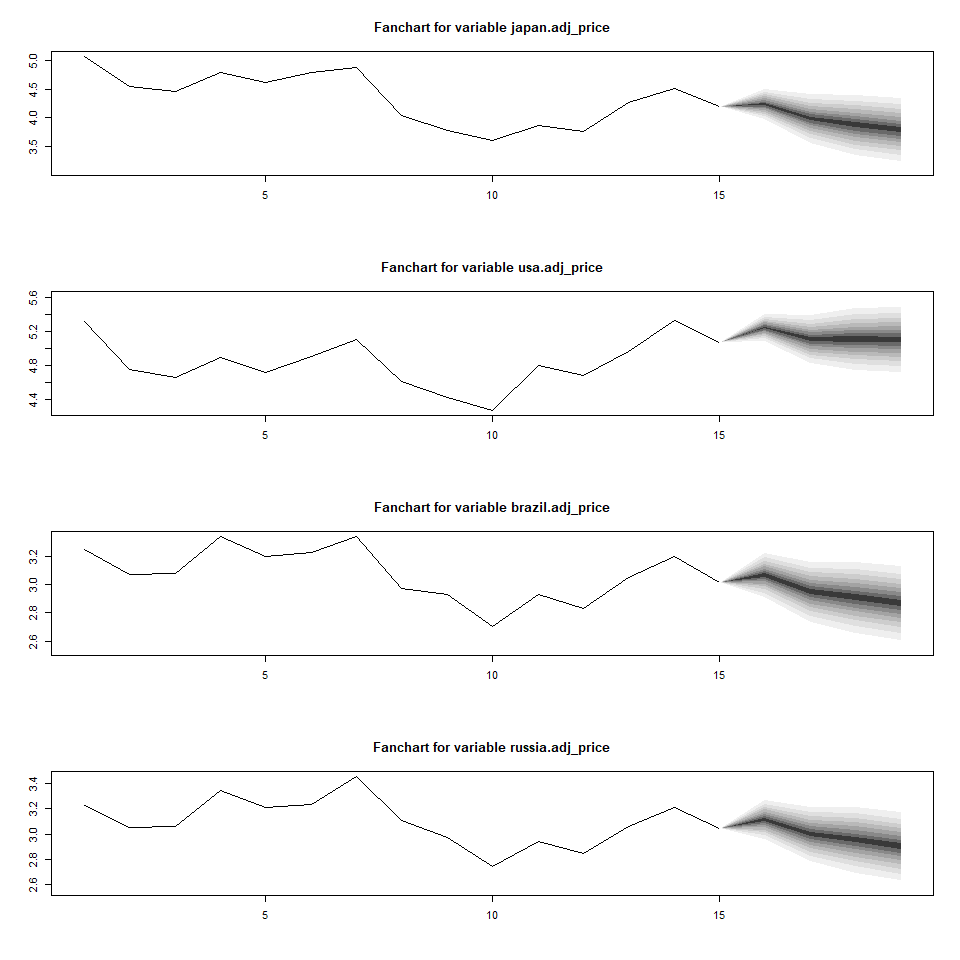 Fanchart for variable japan.adj_price
5.0
4.5
4.0
3.5
5 10 15
Fanchart for variable usa.adj_price
5.6
5.2
4.8
4.4
5 10 15
Fanchart for variable brazil.adj_price
3.2
3.0
2.8
2.6
5 10 15
Fanchart for variable russia.adj_price
3.4
3.2
3.0
2.8
2.6
5 10 15